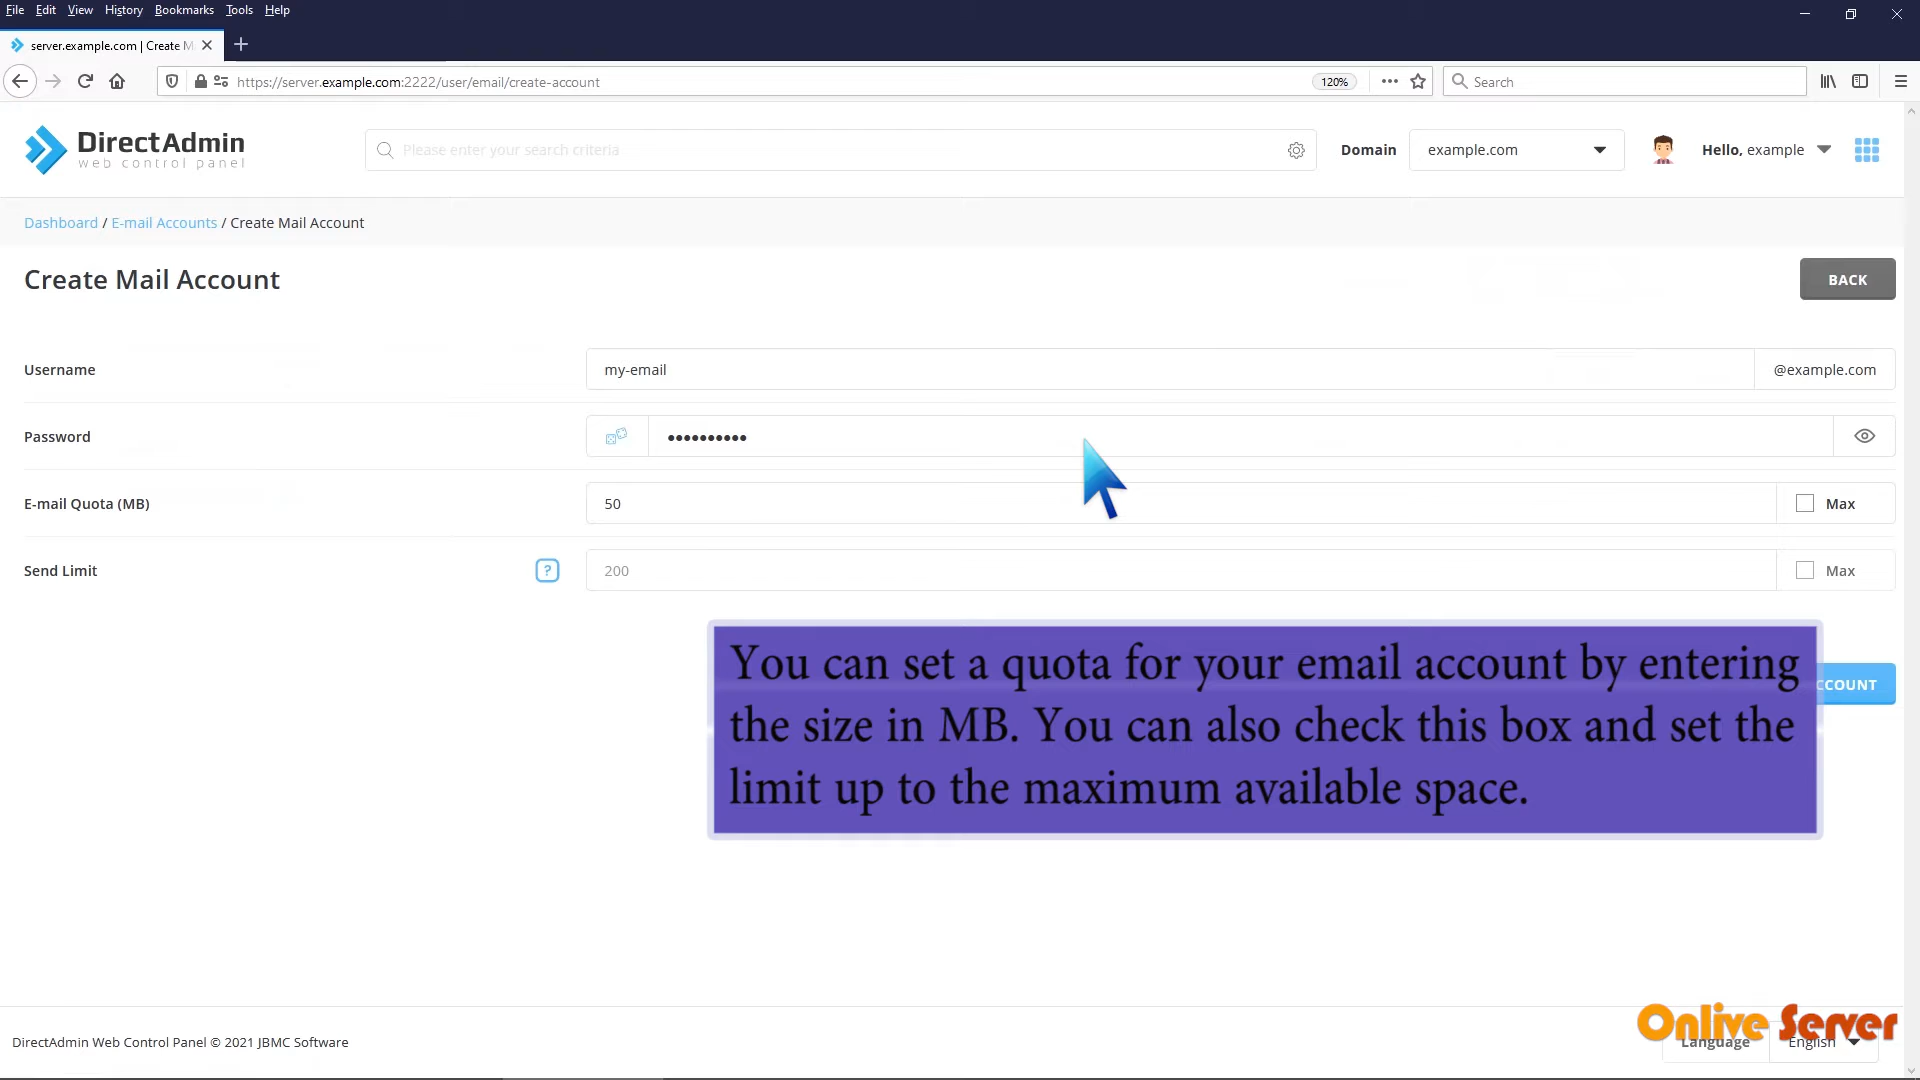 File Edit View History Bookmarks Tools Help
server.example.com | Create M
https://server.example.com:2222/user/email/create-account 120% Search
DirectAdmin
web control panel
Please enter your search criteria
Domain example.com Hello, example
Dashboard / E-mail Accounts / Create Mail Account
Create Mail Account BACK
Username my-email @example.com
Password ••••••••••
E-mail Quota (MB) 50 Max
Send Limit ? 200 Max
You can set a quota for your email account by entering
the size in MB. You can also check this box and set the
limit up to the maximum available space.
CCOUNT
Onlive Server
DirectAdmin Web Control Panel © 2021 JBMC Software Language English